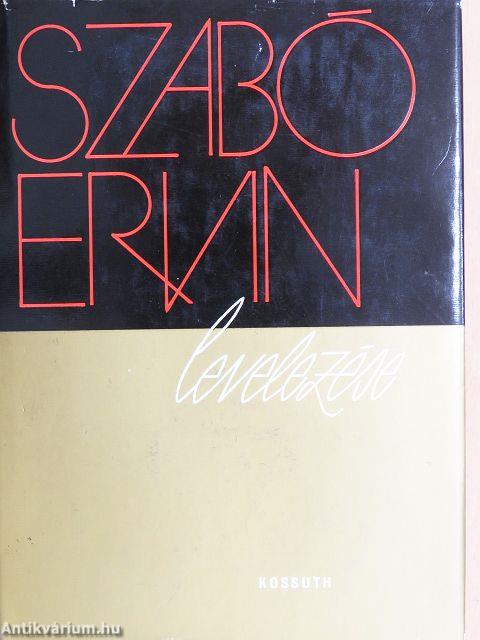 SZABÓ
ERVIN
levelezése
KOSSUTH
Antikvárium.hu